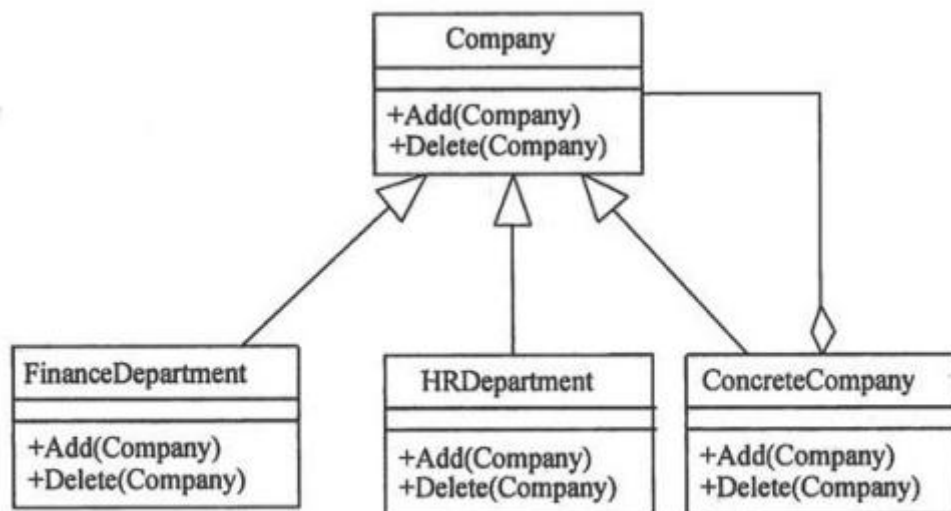 Company
+Add(Company)
+Delete(Company)
FinanceDepartment
+Add(Company)
+Delete(Company)
HRDepartment
+Add(Company)
+Delete(Company)
ConcreteCompany
+Add(Company)
+Delete(Company)